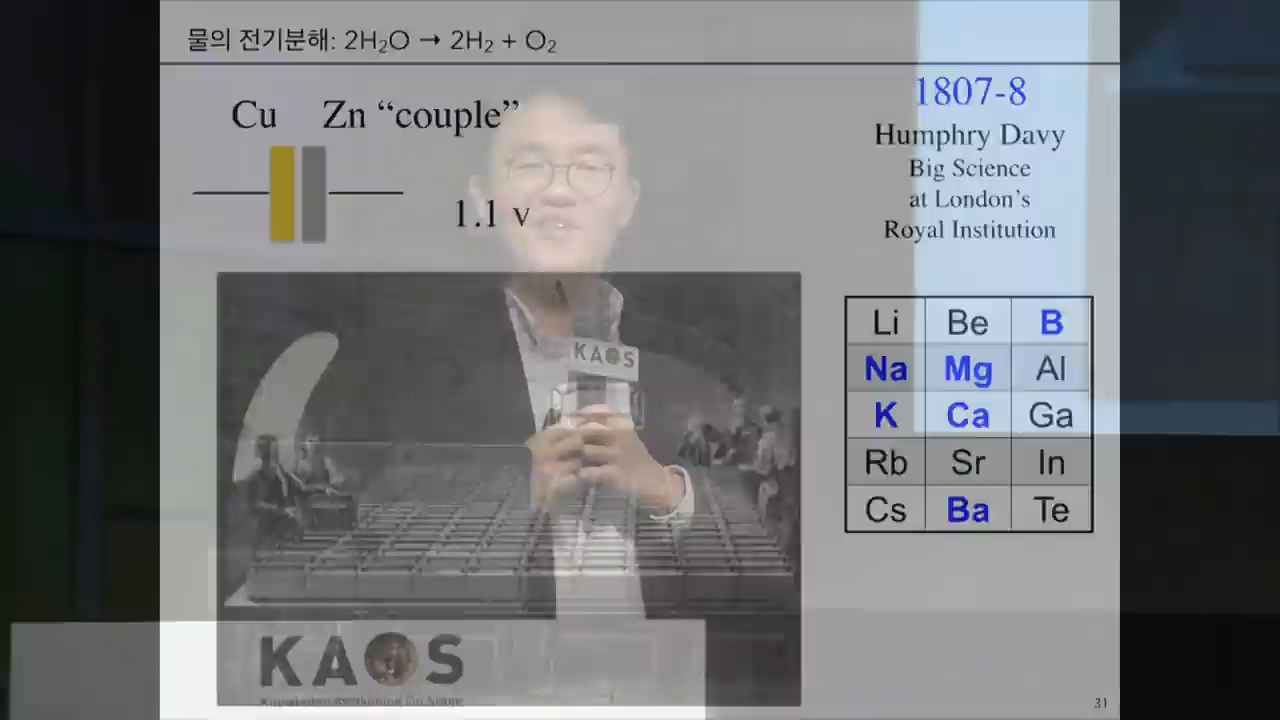 물의 전기분해: 2H₂O → 2H₂ + O₂
Cu Zn “couple”
1.1 v
1807-8
Humphry Davy
Big Science
at London’s
Royal Institution
Li Be B
Na Mg Al
K Ca Ga
Rb Sr In
Cs Ba Te
KAOS
KAOS
On Stage
31